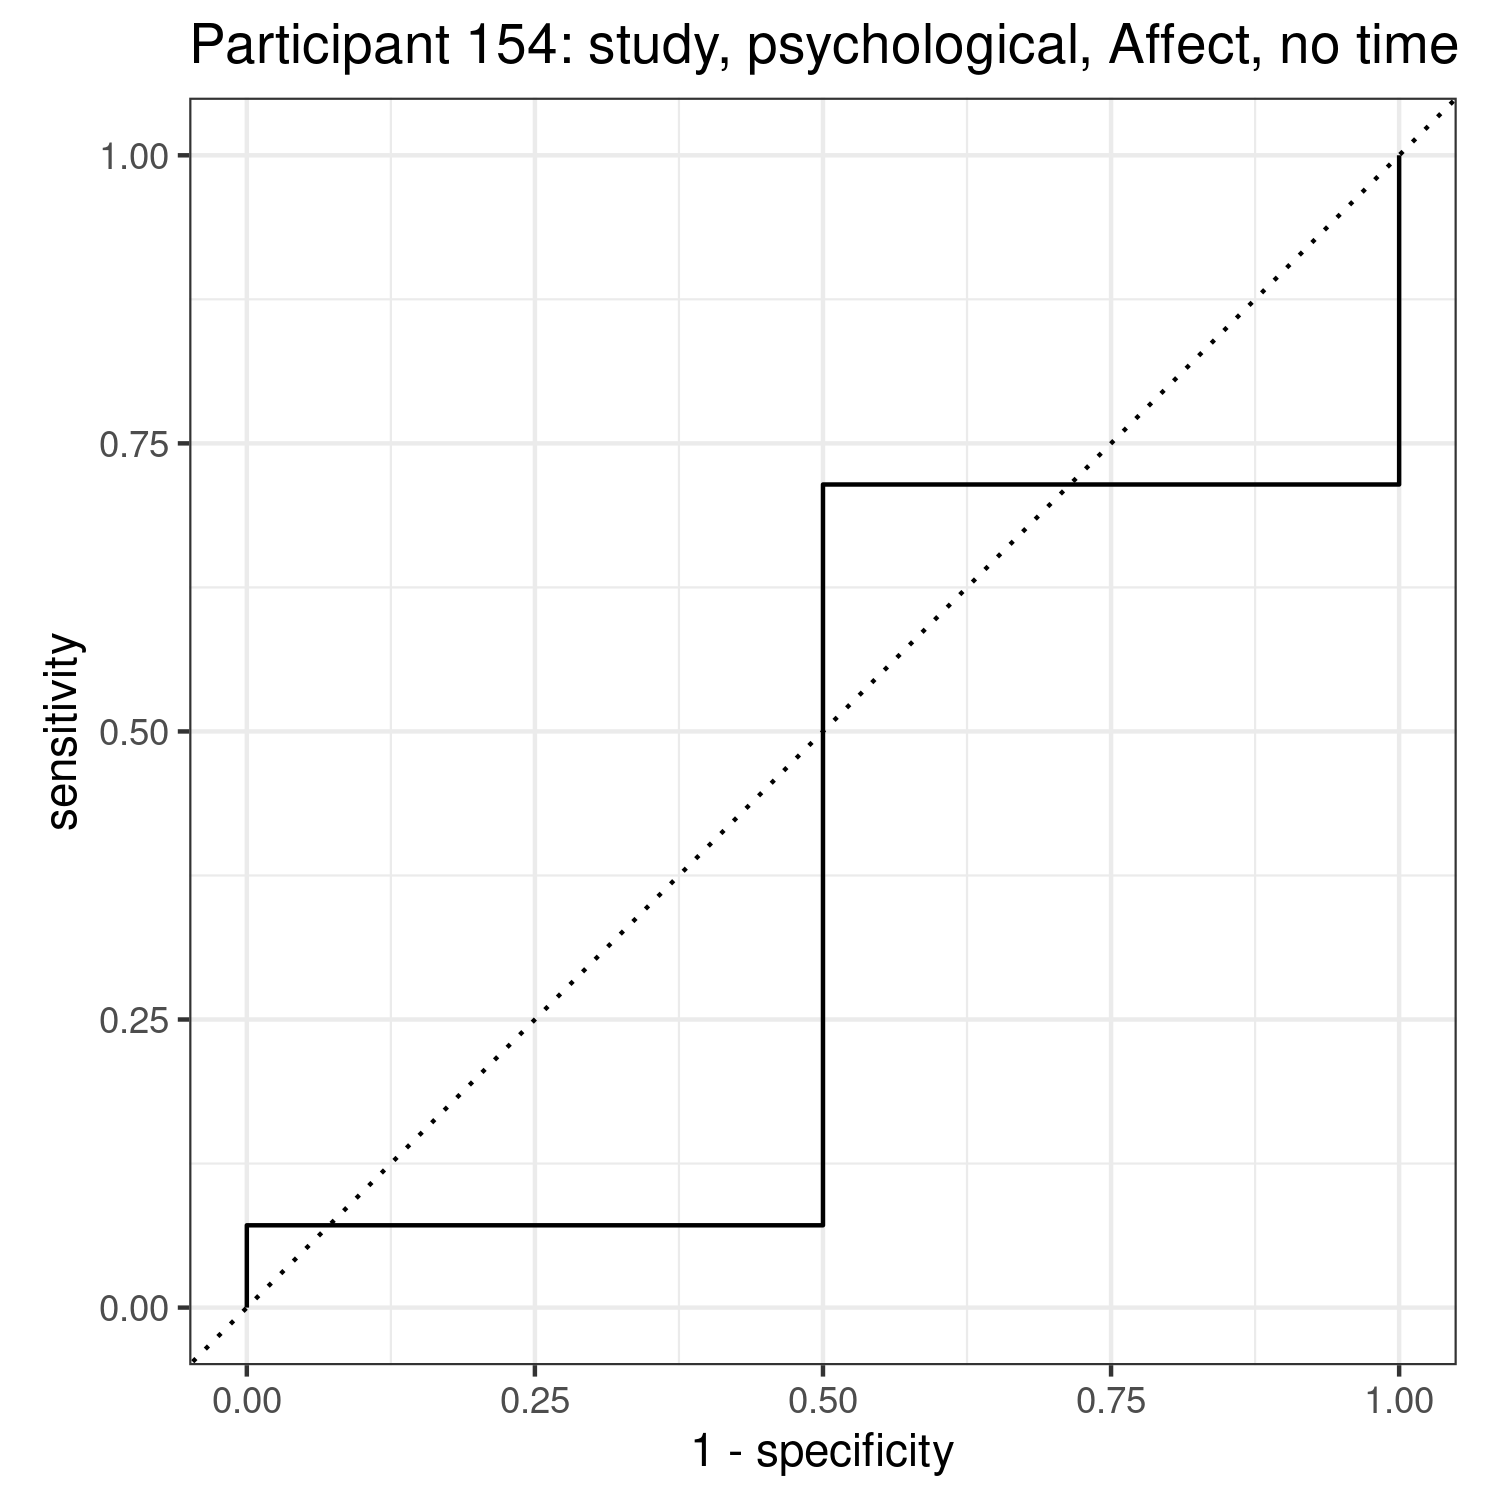 Participant 154: study, psychological, Affect, no time
1.00
0.75
0.50
0.25
0.00
sensitivity
0.00 0.25 0.50 0.75 1.00
1 - specificity